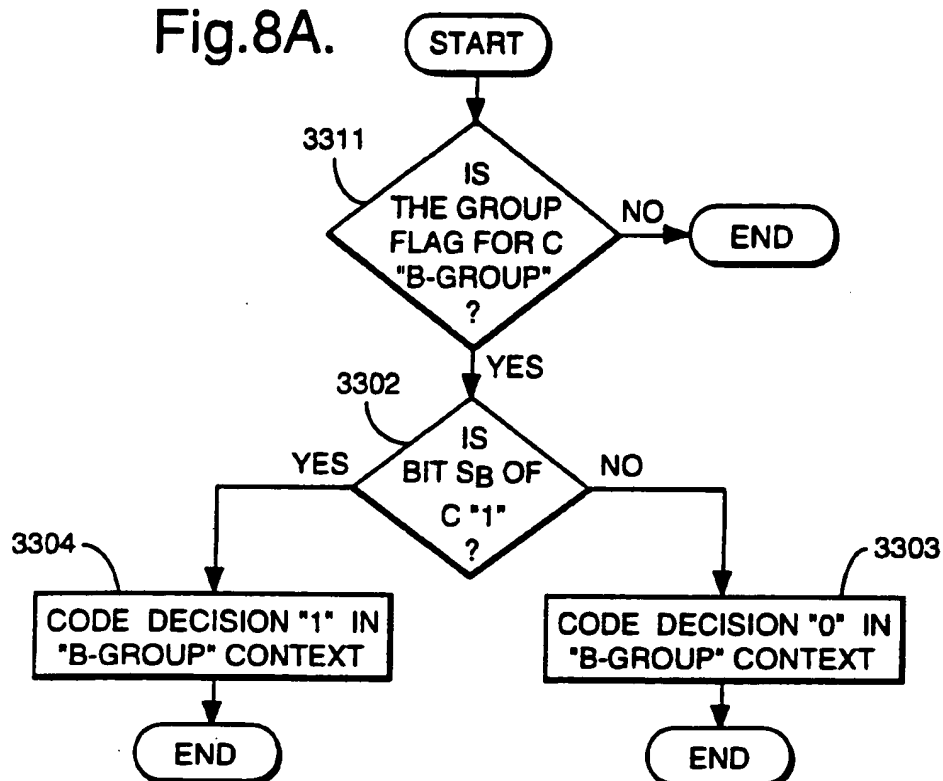 Fig.8A.
START
3311
IS
THE GROUP
FLAG FOR C
"B-GROUP"
?
NO
END
YES
3302
IS
BIT SB OF
C "1"
?
YES
NO
3304
3303
CODE DECISION "1" IN
"B-GROUP" CONTEXT
CODE DECISION "0" IN
"B-GROUP" CONTEXT
END
END